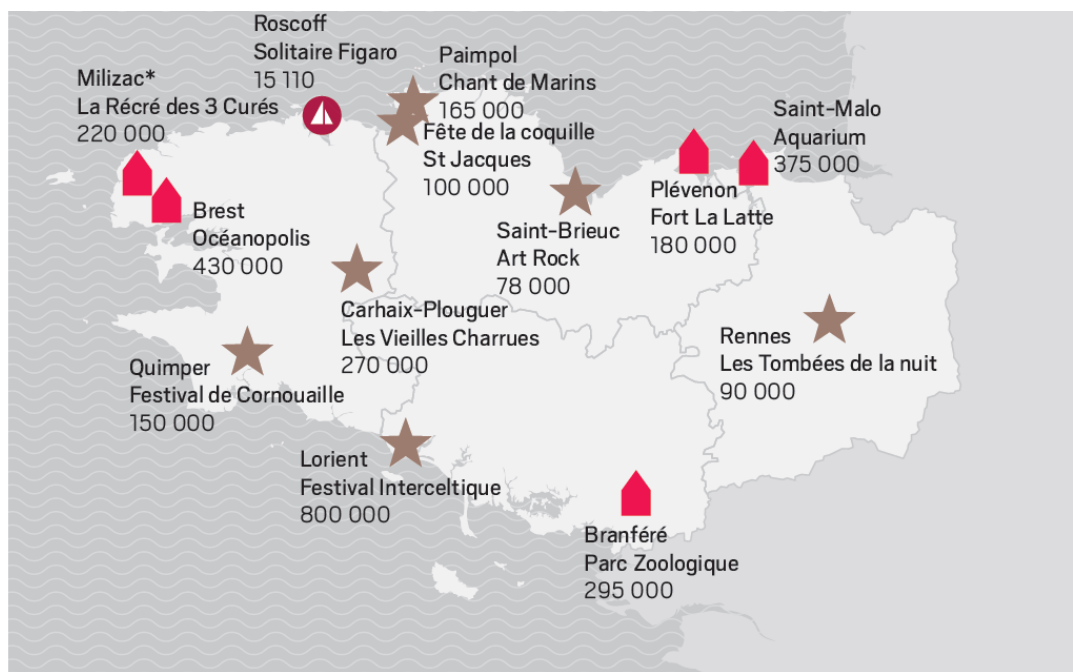 Roscoff
Solitaire Figaro
15 110
Paimpol
Chant de Marins
165 000
Milizac*
La Récré des 3 Curés
220 000
Fête de la coquille
St Jacques
100 000
Saint-Malo
Aquarium
375 000
Plévenon
Fort La Latte
180 000
Brest
Océanopolis
430 000
Saint-Brieuc
Art Rock
78 000
Carhaix-Plouguer
Les Vieilles Charrues
270 000
Rennes
Les Tombées de la nuit
90 000
Quimper
Festival de Cornouaille
150 000
Lorient
Festival Interceltique
800 000
Branféré
Parc Zoologique
295 000